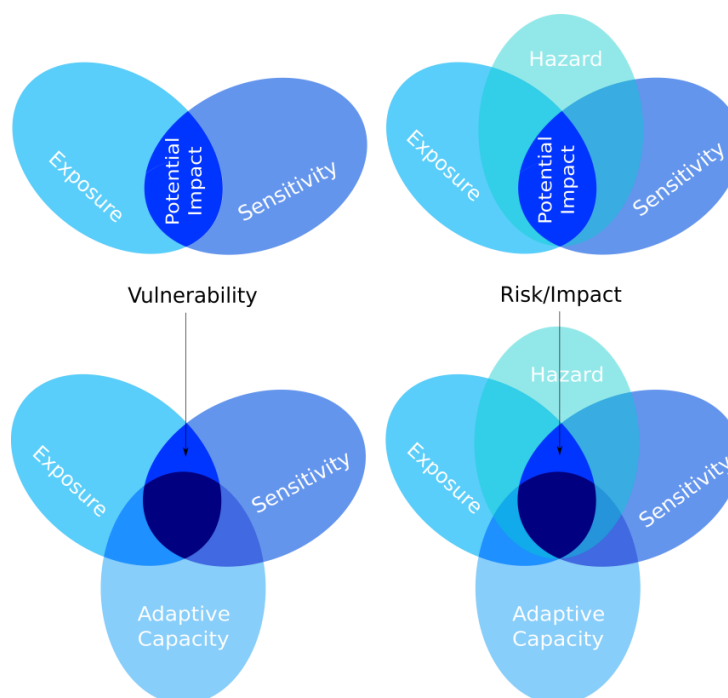 Exposure
Potential
Impact
Sensitivity
Hazard
Exposure
Potential
Impact
Sensitivity
Vulnerability
Risk/Impact
Exposure
Sensitivity
Adaptive
Capacity
Hazard
Exposure
Sensitivity
Adaptive
Capacity